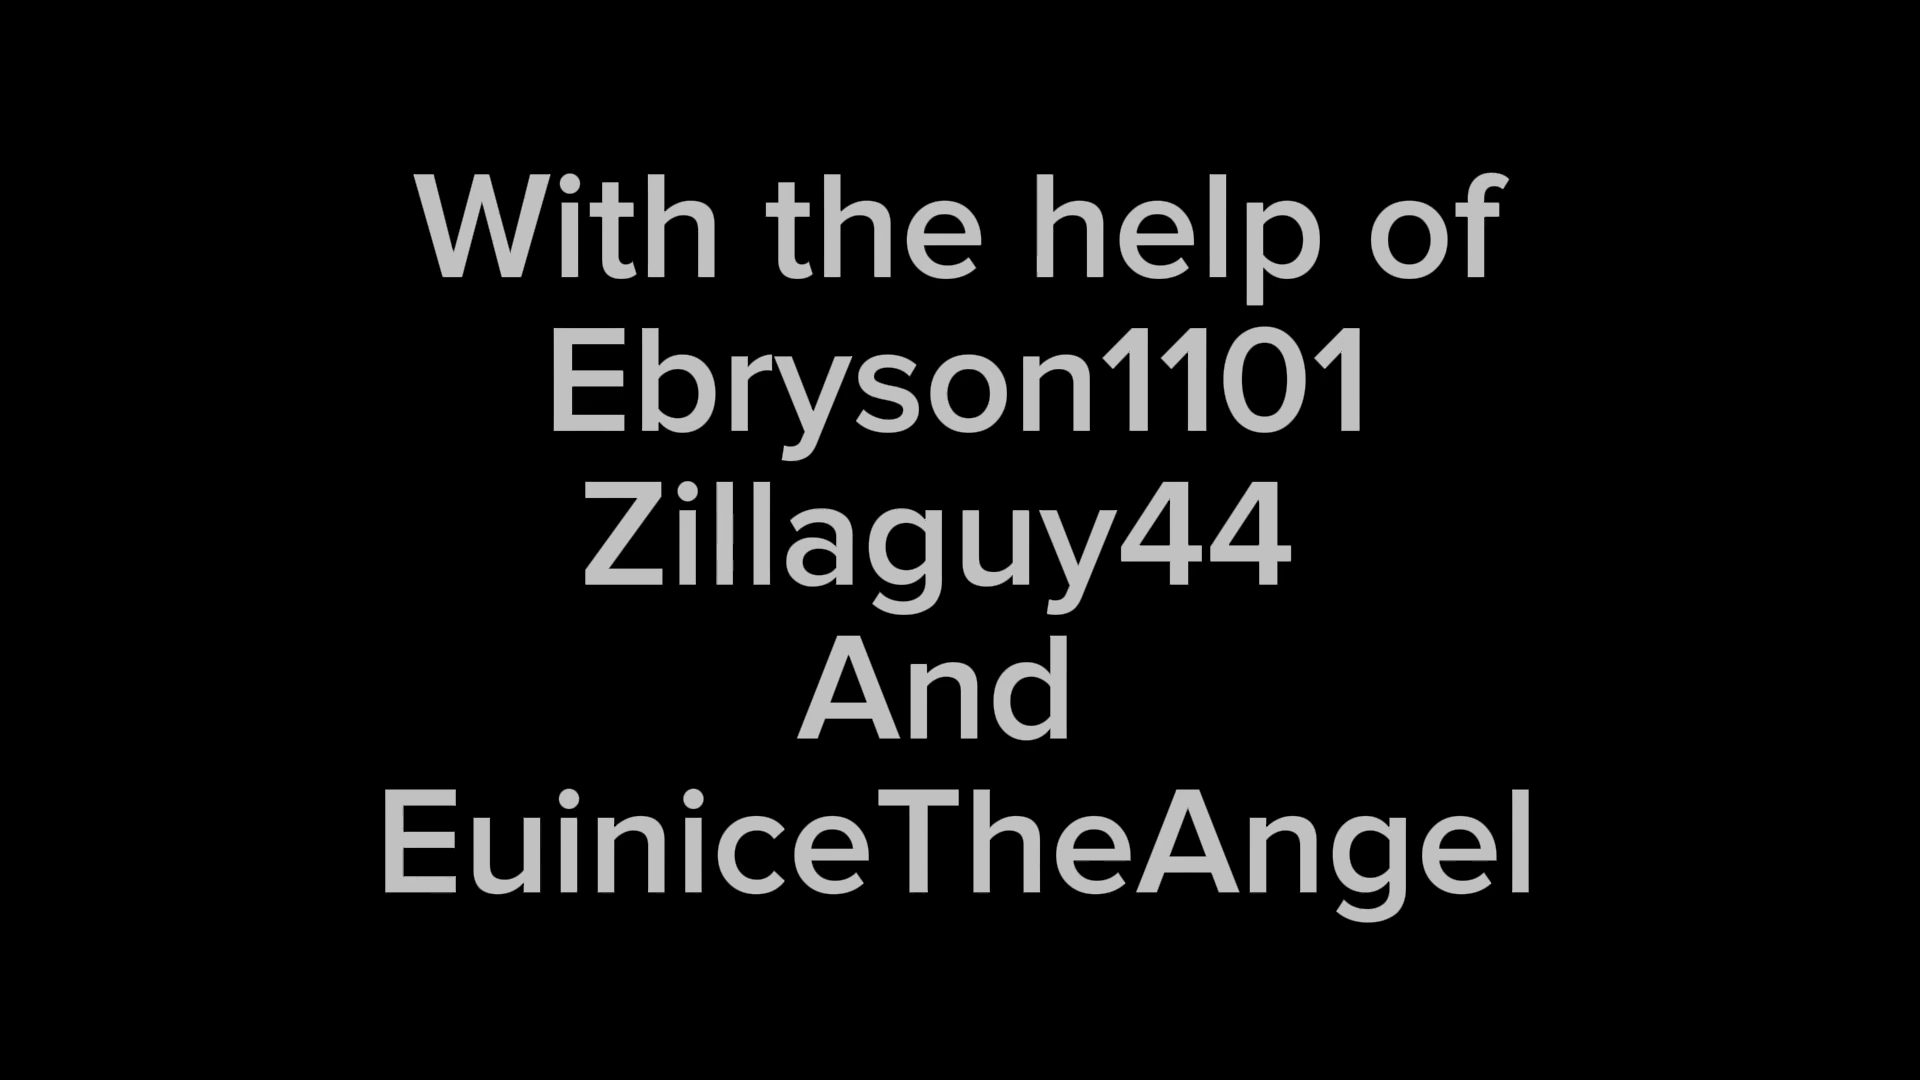 With the help of
Ebryson1101
Zillaguy44
And
EuiniceTheAngel